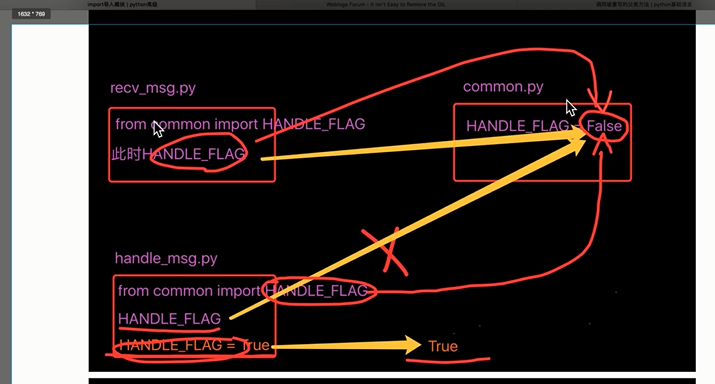 import导入模块 | python高级
Weblogs Forum - It isn't Easy to Remove the Gil
1632 * 769
recv_msg.py
from common import HANDLE_FLAG
此时HANDLE_FLAG
common.py
HANDLE_FLAG = False
handle_msg.py
from common import HANDLE_FLAG
HANDLE_FLAG
HANDLE_FLAG = True
True